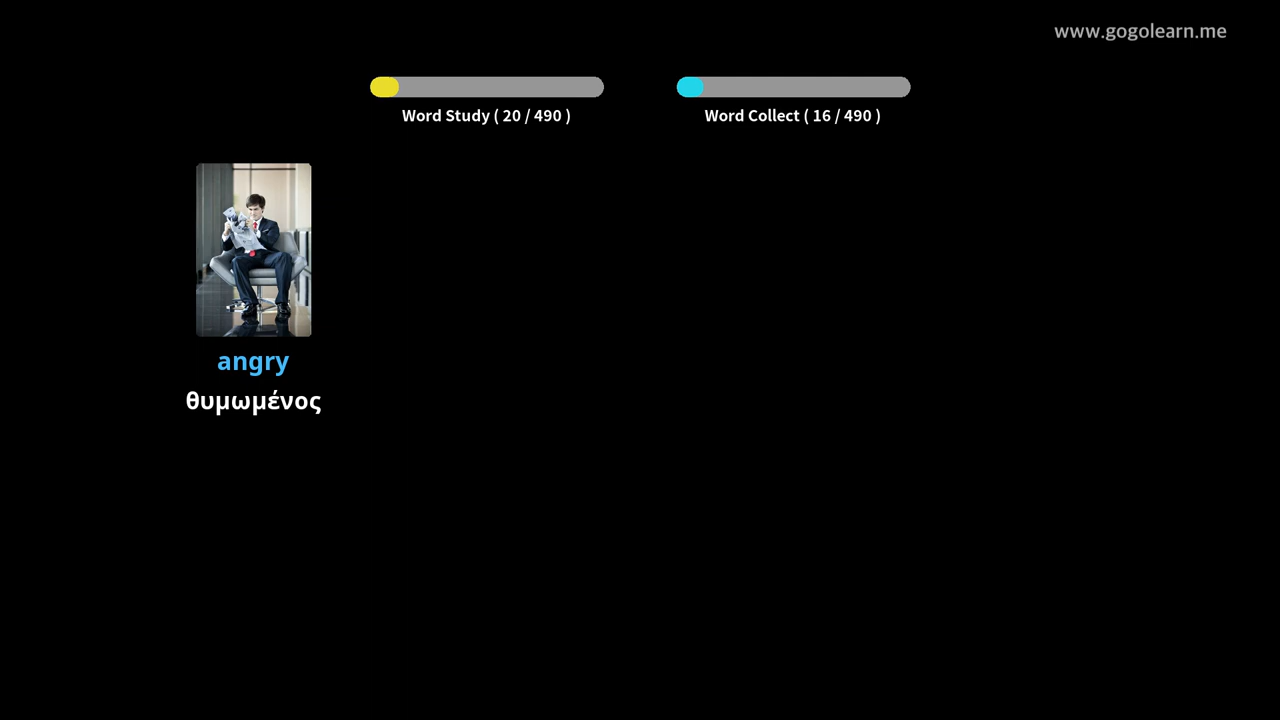 www.gogolearn.me
Word Study ( 20 / 490 )
Word Collect ( 16 / 490 )
angry
θυμωμένος